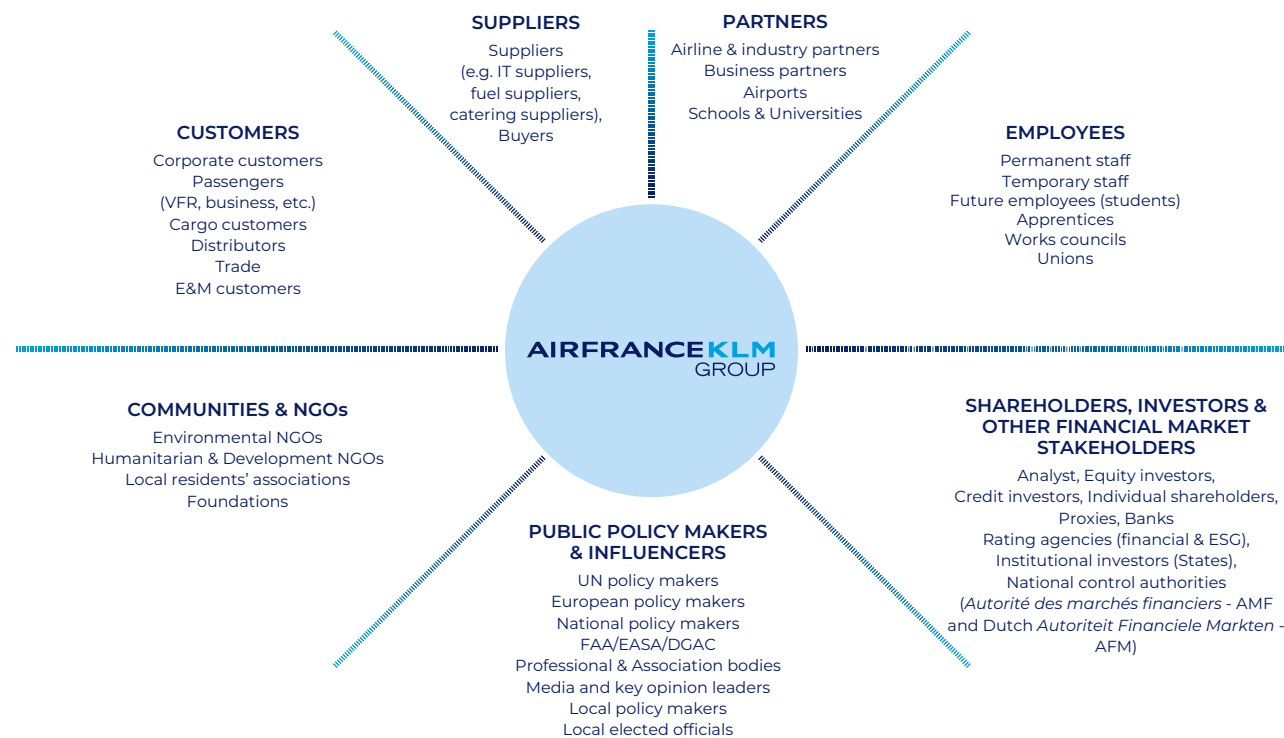 SUPPLIERS
Suppliers
(e.g. IT suppliers,
fuel suppliers,
catering suppliers),
Buyers
PARTNERS
Airline & industry partners
Business partners
Airports
Schools & Universities
CUSTOMERS
Corporate customers
Passengers
(VFR, business, etc.)
Cargo customers
Distributors
Trade
E&M customers
EMPLOYEES
Permanent staff
Temporary staff
Future employees (students)
Apprentices
Works councils
Unions
AIRFRANCEKLM
GROUP
COMMUNITIES & NGOs
Environmental NGOs
Humanitarian & Development NGOs
Local residents’ associations
Foundations
PUBLIC POLICY MAKERS
& INFLUENCERS
UN policy makers
European policy makers
National policy makers
FAA/EASA/DGAC
Professional & Association bodies
Media and key opinion leaders
Local policy makers
Local elected officials
SHAREHOLDERS, INVESTORS &
OTHER FINANCIAL MARKET
STAKEHOLDERS
Analyst, Equity investors,
Credit investors, Individual shareholders,
Proxies, Banks
Rating agencies (financial & ESG),
Institutional investors (States),
National control authorities
(Autorité des marchés financiers - AMF
and Dutch Autoriteit Financiele Markten -
AFM)